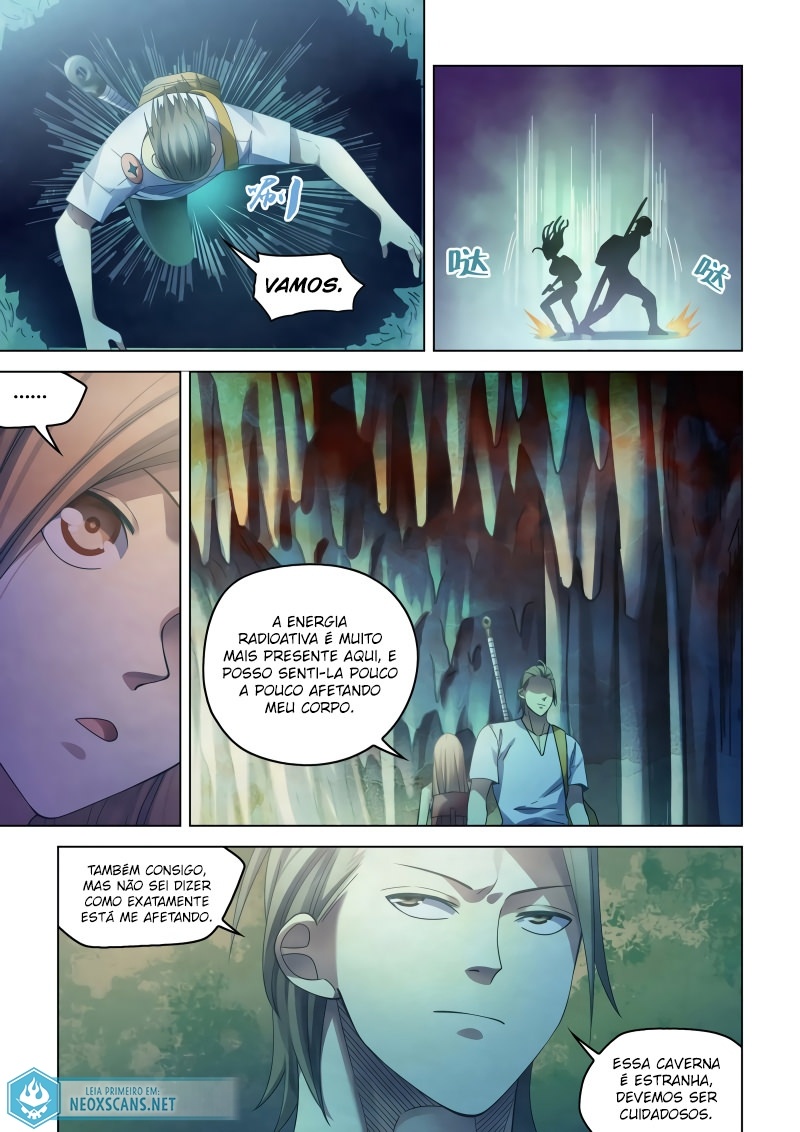 唰!
VAMOS.
哒
哒
......
A ENERGIA
RADIOATIVA É MUITO
MAIS PRESENTE AQUI, E
POSSO SENTI-LA POUCO
A POUCO AFETANDO
MEU CORPO.
TAMBÉM CONSIGO,
MAS NÃO SEI DIZER
COMO EXATAMENTE
ESTÁ ME AFETANDO.
ESSA CAVERNA
É ESTRANHA,
DEVEMOS SER
CUIDADOSOS.
LEIA PRIMEIRO EM:
NEOXSCANS.NET